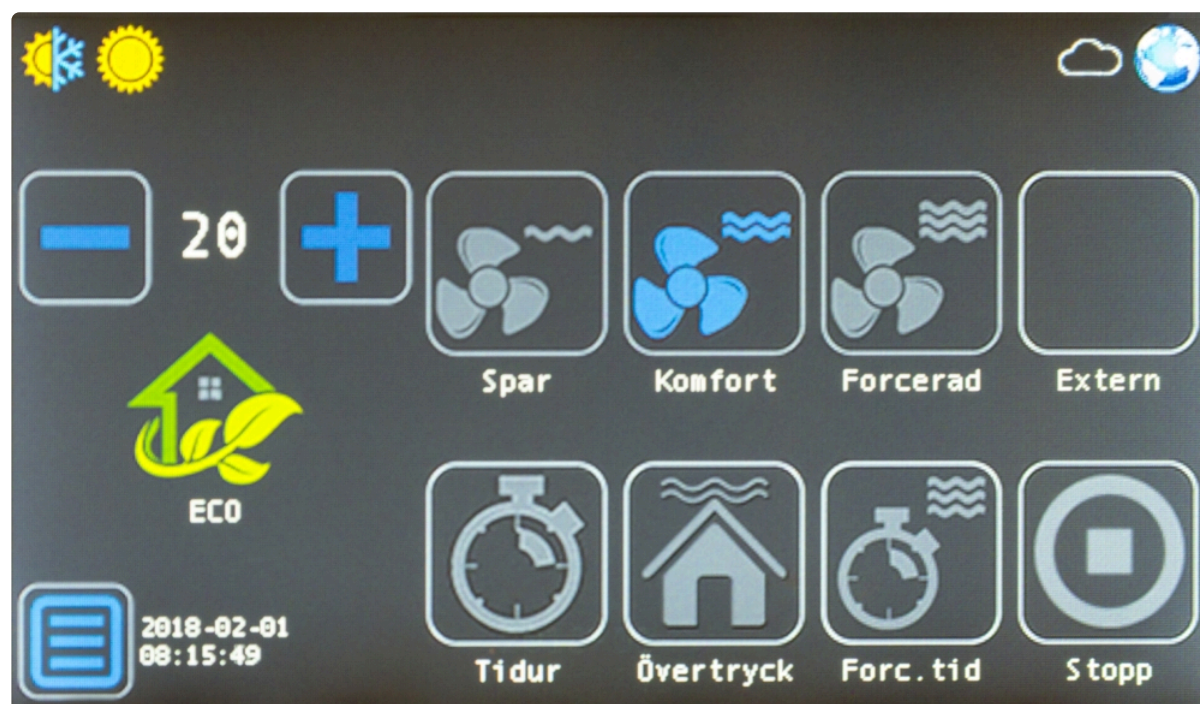 20
Spar
Komfort
Forcerad
Extern
ECO
Tidur
Övertryck
Forc.tid
Stopp
2018-02-01
08:15:49